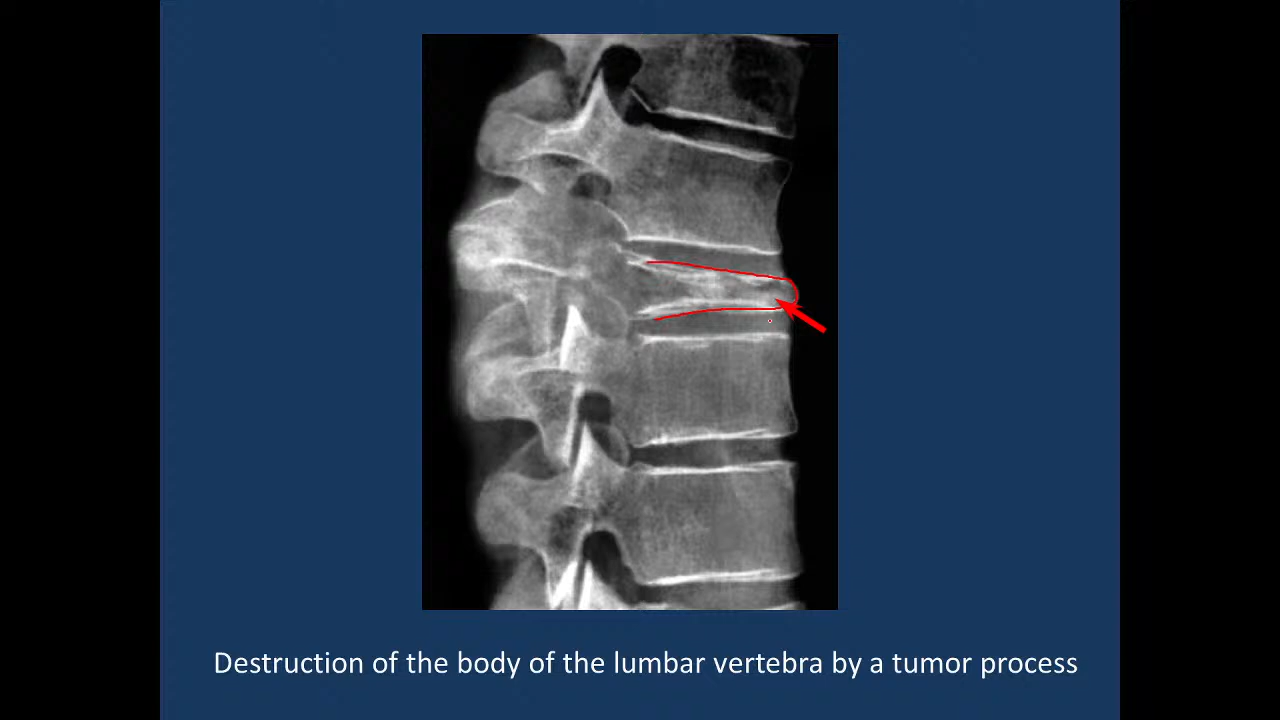 Destruction of the body of the lumbar vertebra by a tumor process